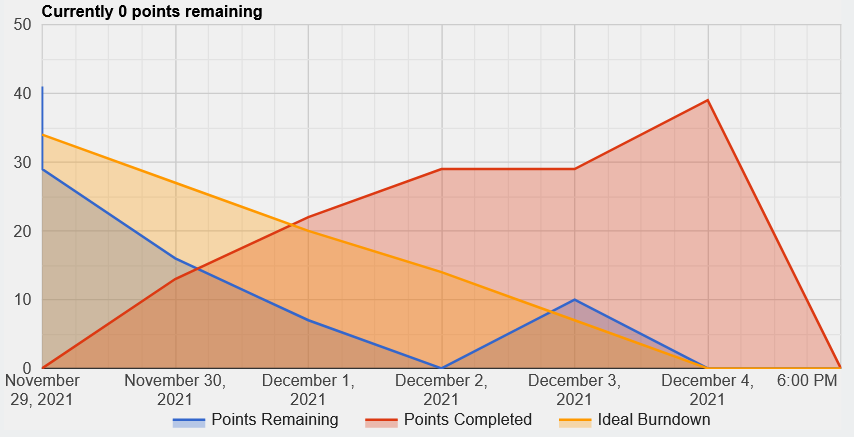 Currently 0 points remaining
50
40
30
20
10
0
November 29, 2021
November 30, 2021
December 1, 2021
December 2, 2021
December 3, 2021
December 4, 2021
6:00 PM
Points Remaining
Points Completed
Ideal Burndown